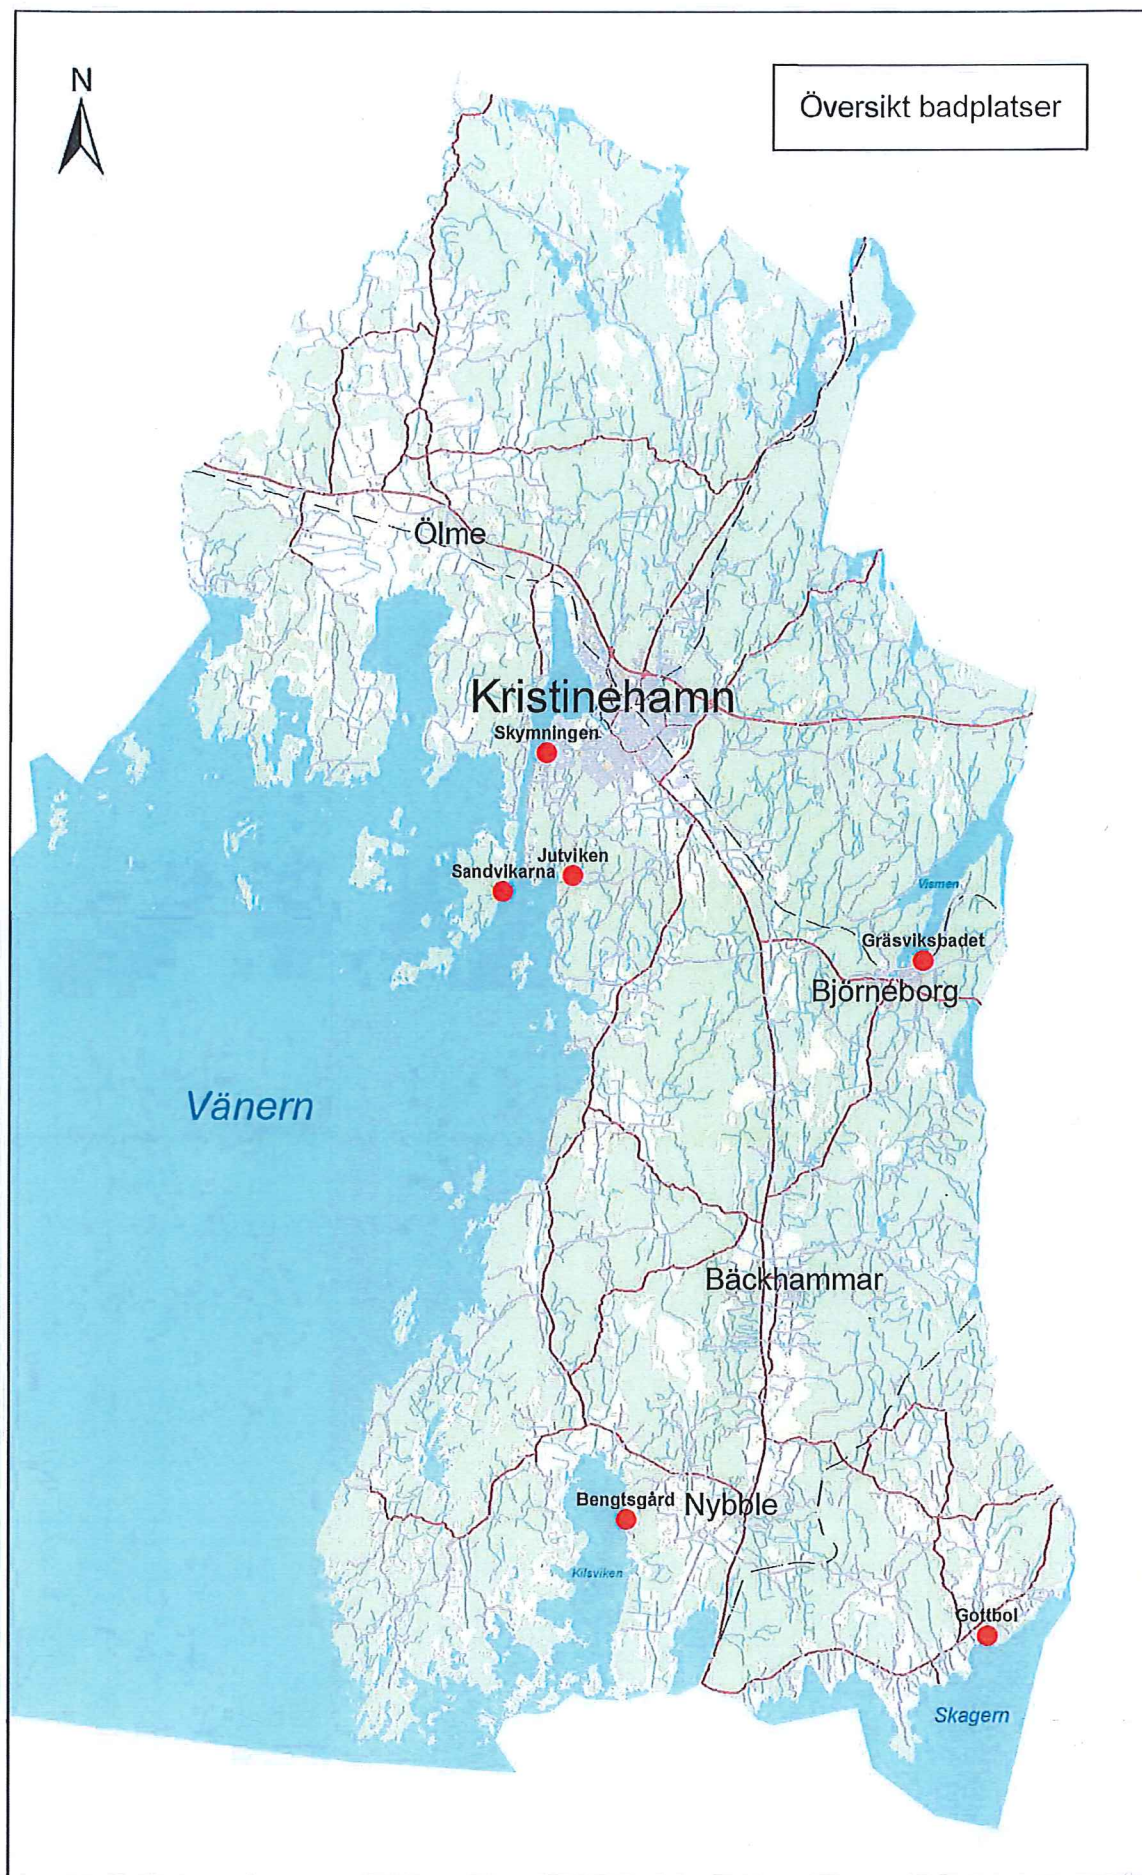 N
Översikt badplatser
Ölme
Kristinehamn
Skymningen
Jutviken
Sandvikarna
Vismen
Gräsviksbadet
Björneborg
Vänern
Bäckhammar
Bengtsgård
Nybble
Kilsviken
Gottbol
Skagern